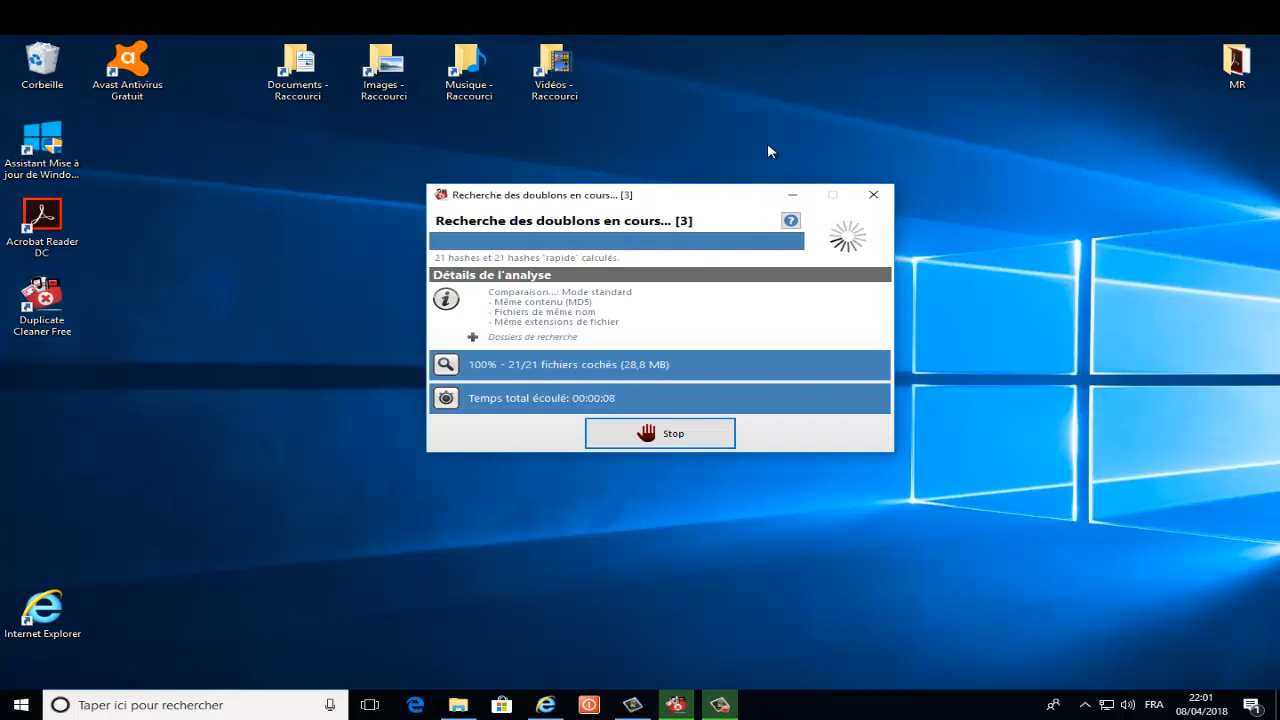 Corbeille
Avast Antivirus
Gratuit
Documents -
Raccourci
Images -
Raccourci
Musique -
Raccourci
Vidéos -
Raccourci
MR
Assistant Mise à
jour de Windo...
Acrobat Reader
DC
Duplicate
Cleaner Free
Internet Explorer
Recherche des doublons en cours... [3]
Recherche des doublons en cours... [3]
21 hashes et 21 hashes "rapide" calculés.
Détails de l'analyse
Comparaison...: Mode standard
- Même contenu (MD5)
- Fichiers de même nom
- Même extensions de fichier
Dossiers de recherche
100% - 21/21 fichiers cochés (28,8 MB)
Temps total écoulé: 00:00:08
Stop
Taper ici pour rechercher
FRA
22:01
08/04/2018
1